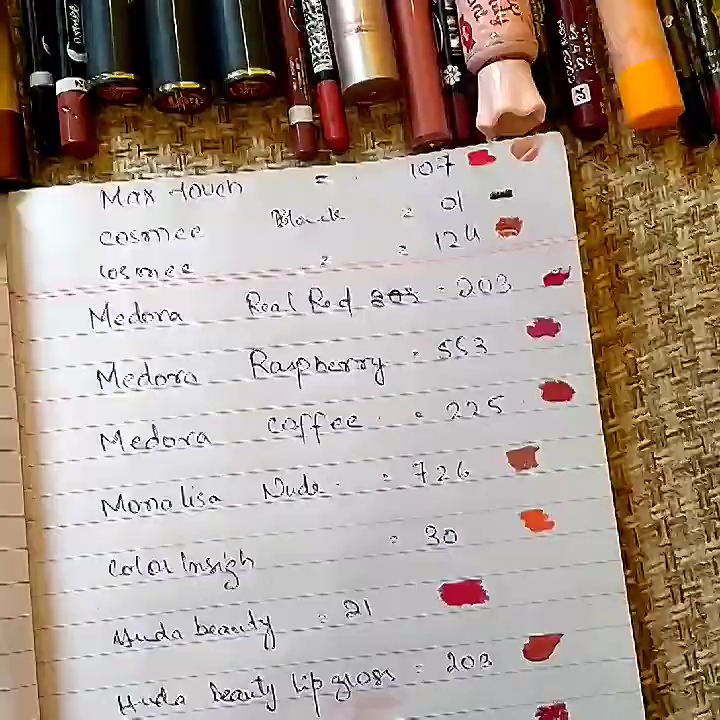 Max touch = 107
cosmee Black = 01
cosmee = 124
Medora Real Red = 203
Medora Raspberry = 553
Medora coffee = 225
Monalisa Nude = 726
Color Insigh = 30
Huda beauty = 21
Huda beauty lip gloss = 203